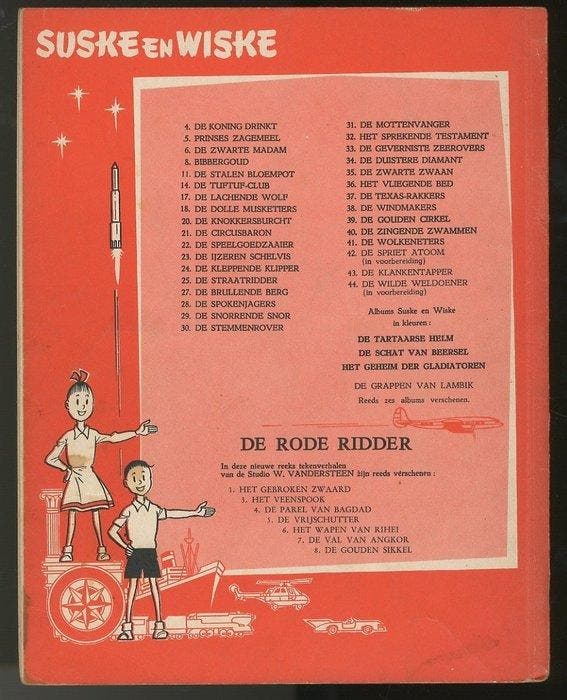 SUSKE EN WISKE
4. DE KONING DRINKT
5. PRINSES ZAGEMEEL
6. DE ZWARTE MADAM
8. BIBBERGOUD
11. DE STALEN BLOEMPOT
14. DE TUFTUF-CLUB
17. DE LACHENDE WOLF
18. DE DOLLE MUSKETIERS
20. DE KNOKKERSBURCHT
21. DE CIRCUSBARON
22. DE SPEELGOEDZAAIER
23. DE IJZEREN SCHELVIS
24. DE KLEPPENDE KLIPPER
25. DE STRAATRIDDER
27. DE BRULLENDE BERG
28. DE SPOKENJAGERS
29. DE SNORRENDE SNOR
30. DE STEMMENROVER
31. DE MOTTENVANGER
32. HET SPREKENDE TESTAMENT
33. DE GEVERNISTE ZEEROVERS
34. DE DUISTERE DIAMANT
35. DE ZWARTE ZWAAN
36. HET VLIEGENDE BED
37. DE TEXAS-RAKKERS
38. DE WINDMAKERS
39. DE GOUDEN CIRKEL
40. DE ZINGENDE ZWAMMEN
41. DE WOLKENETERS
42. DE SPRIET ATOOM
(in voorbereiding)
43. DE KLANKENTAPPER
44. DE WILDE WELDOENER
(in voorbereiding)
Albums Suske en Wiske
in kleuren :
DE TARTAARSE HELM
DE SCHAT VAN BEERSEL
HET GEHEIM DER GLADIATOREN
DE GRAPPEN VAN LAMBIK
Reeds zes albums verschenen.
DE RODE RIDDER
In deze nieuwe reeks tekenverhalen
van de Studio W. VANDERSTEEN zijn reeds verschenen :
1. HET GEBROKEN ZWAARD
3. HET VEENSPOOK
4. DE PAREL VAN BAGDAD
5. DE VRIJSCHUTTER
6. HET WAPEN VAN RIHEI
7. DE VAL VAN ANGKOR
8. DE GOUDEN SIKKEL